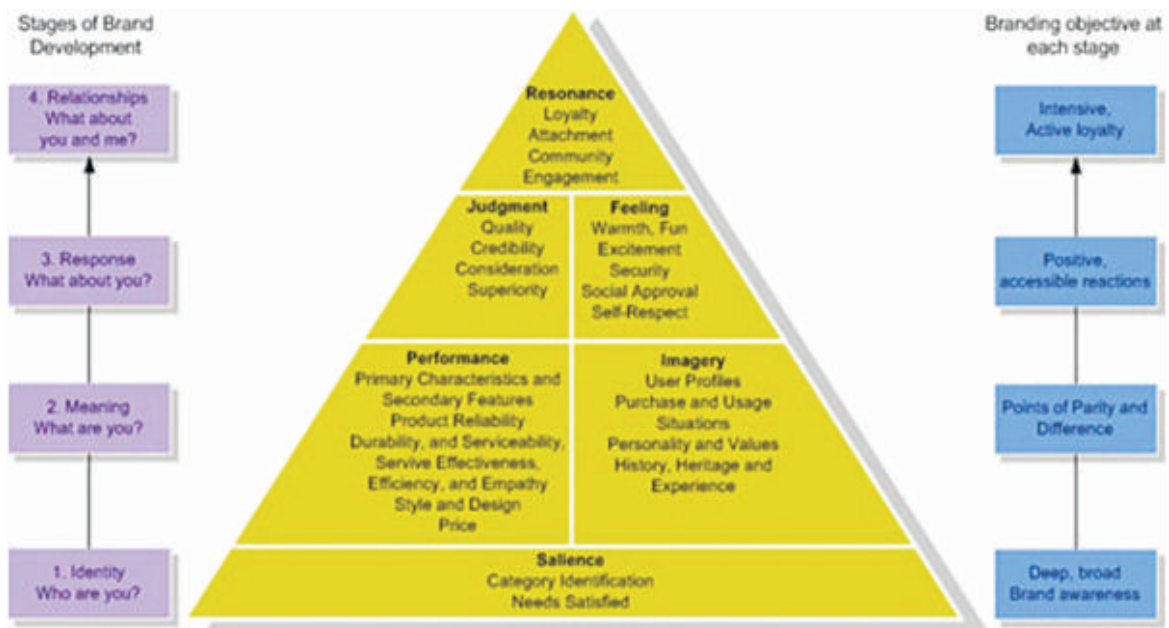 Stages of Brand
Development
4. Relationships
What about
you and me?
3. Response
What about you?
2. Meaning
What are you?
1. Identity
Who are you?
Resonance
Loyalty
Attachment
Community
Engagement
Judgment
Quality
Credibility
Consideration
Superiority
Feeling
Warmth, Fun
Excitement
Security
Social Approval
Self-Respect
Performance
Primary Characteristics and
Secondary Features
Product Reliability
Durability, and Serviceability,
Servive Effectiveness,
Efficiency, and Empathy
Style and Design
Price
Imagery
User Profiles
Purchase and Usage
Situations
Personality and Values
History, Heritage and
Experience
Salience
Category Identification
Needs Satisfied
Branding objective at
each stage
Intensive,
Active loyalty
Positive,
accessible reactions
Points of Parity and
Difference
Deep, broad
Brand awareness